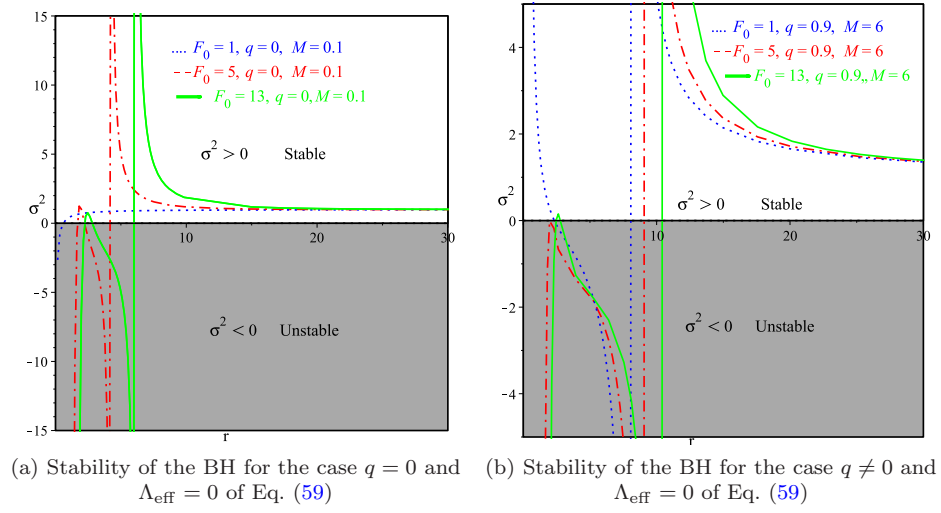 15
10
5
σ²
0
−5
−10
−15
10
20
30
r
F₀ = 1, q = 0, M = 0.1
F₀ = 5, q = 0, M = 0.1
F₀ = 13, q = 0, M = 0.1
σ² > 0 Stable
σ² < 0 Unstable
(a) Stability of the BH for the case q = 0 and
Λeff = 0 of Eq. (59)
4
2
σ²
0
−2
−4
10
20
30
r
F₀ = 1, q = 0.9, M = 6
F₀ = 5, q = 0.9, M = 6
F₀ = 13, q = 0.9,, M = 6
σ² > 0 Stable
σ² < 0 Unstable
(b) Stability of the BH for the case q ≠ 0 and
Λeff = 0 of Eq. (59)